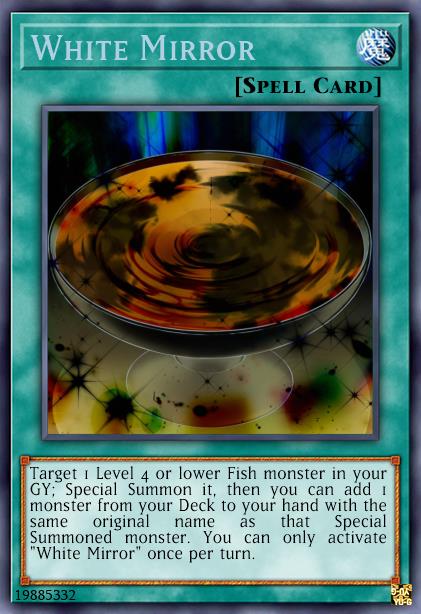 White Mirror
魔
[Spell Card]
Target 1 Level 4 or lower Fish monster in your
GY; Special Summon it, then you can add 1
monster from your Deck to your hand with the
same original name as that Special
Summoned monster. You can only activate
"White Mirror" once per turn.
19885332